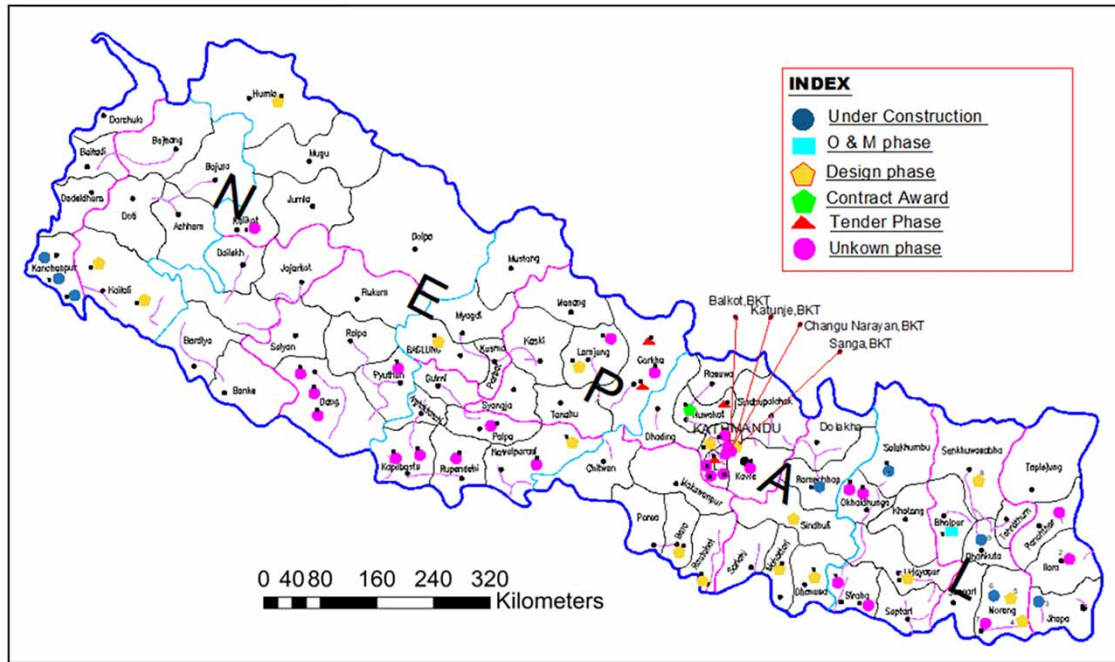 INDEX
Under Construction
O & M phase
Design phase
Contract Award
Tender Phase
Unkown phase
N
E
P
A
L
Balkot,BKT
Katunje,BKT
Changu Narayan,BKT
Sanga,BKT
Humla
Darchula
Bajhang
Baitadi
Bajura
Mugu
Dadeldhura
Doti
Achham
Jumla
Kalikot
Dolpa
Kanchanpur
Kailali
Dailekh
Jajarkot
Mustang
Rukum
Manang
Bardiya
Salyan
Rolpa
Myagdi
BAGLUNG
Kaski
Lamjung
Gorkha
Rasuwa
Banke
Dang
Pyuthan
Gulmi
Parbat
Syangja
Tanahu
Nuwakot
Sindhupalchok
Dolakha
Palpa
Dhading
KATHMANDU
Kapilbastu
Rupandehi
Nawalparasi
Chitwan
Kavre
Ramechhap
Solukhumbu
Sankhuwasabha
Taplejung
Makawanpur
Okhaldhunga
Khotang
Bhojpur
Terhathum
Panchthar
Parsa
Bara
Rautahat
Sarlahi
Mahottari
Sindhuli
Dhankuta
Ilam
Dhanusa
Siraha
Udayapur
Saptari
Sunsari
Morang
Jhapa
0 40 80 160 240 320
Kilometers